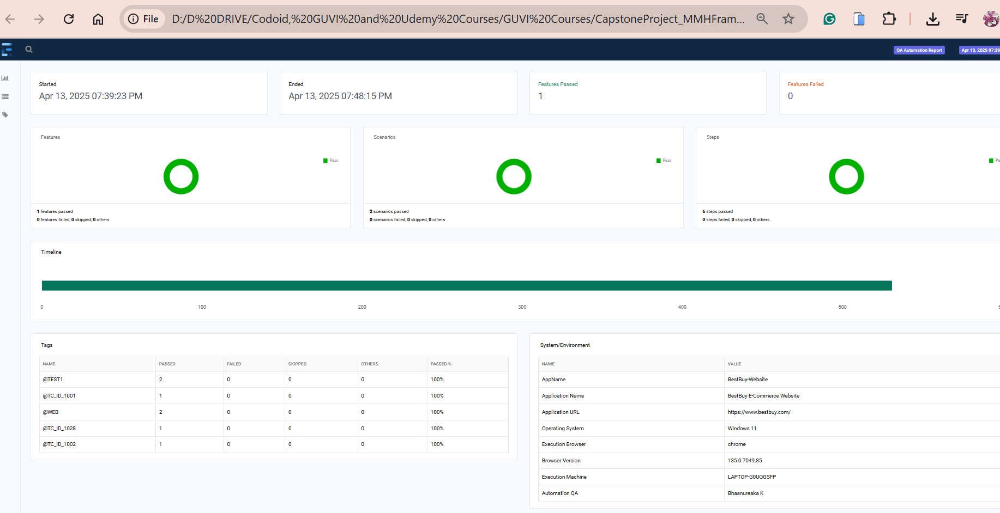 File D:/D%20DRIVE/Codoid,%20GUVI%20and%20Udemy%20Courses/GUVI%20Courses/CapstoneProject_MMHFram...
QA Automation Report Apr 13, 2025 07:39
Started
Apr 13, 2025 07:39:23 PM
Ended
Apr 13, 2025 07:48:15 PM
Features Passed
1
Features Failed
0
Features
Pass
1 features passed
0 features failed, 0 skipped, 0 others
Scenarios
Pass
2 scenarios passed
0 scenarios failed, 0 skipped, 0 others
Steps
Pa
6 steps passed
0 steps failed, 0 skipped, 0 others
Timeline
0 100 200 300 400 500
Tags
NAME PASSED FAILED SKIPPED OTHERS PASSED %
@TEST1 2 0 0 0 100%
@TC_ID_1001 1 0 0 0 100%
@WEB 2 0 0 0 100%
@TC_ID_1028 1 0 0 0 100%
@TC_ID_1002 1 0 0 0 100%
System/Environment
NAME VALUE
AppName BestBuy-Website
Application Name BestBuy E-Commerce Website
Application URL https://www.bestbuy.com/
Operating System Windows 11
Execution Browser chrome
Browser Version 135.0.7049.85
Execution Machine LAPTOP-G0UQGSFP
Automation QA Bhaanureaka K